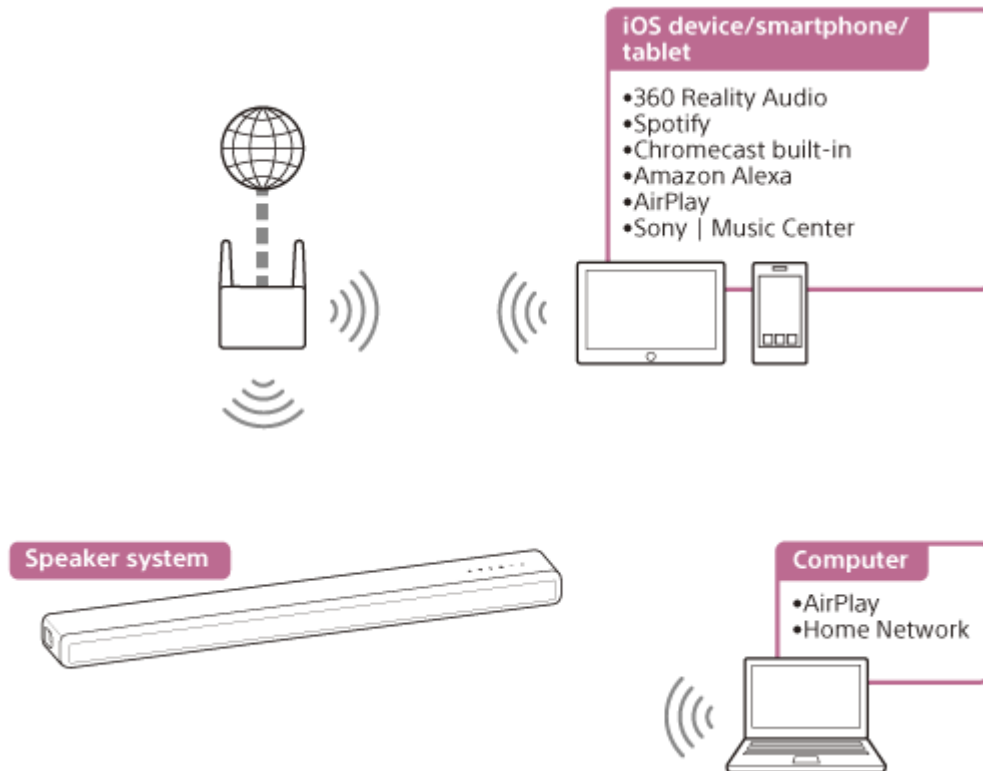 iOS device/smartphone/
tablet
•360 Reality Audio
•Spotify
•Chromecast built-in
•Amazon Alexa
•AirPlay
•Sony | Music Center
Speaker system
Computer
•AirPlay
•Home Network